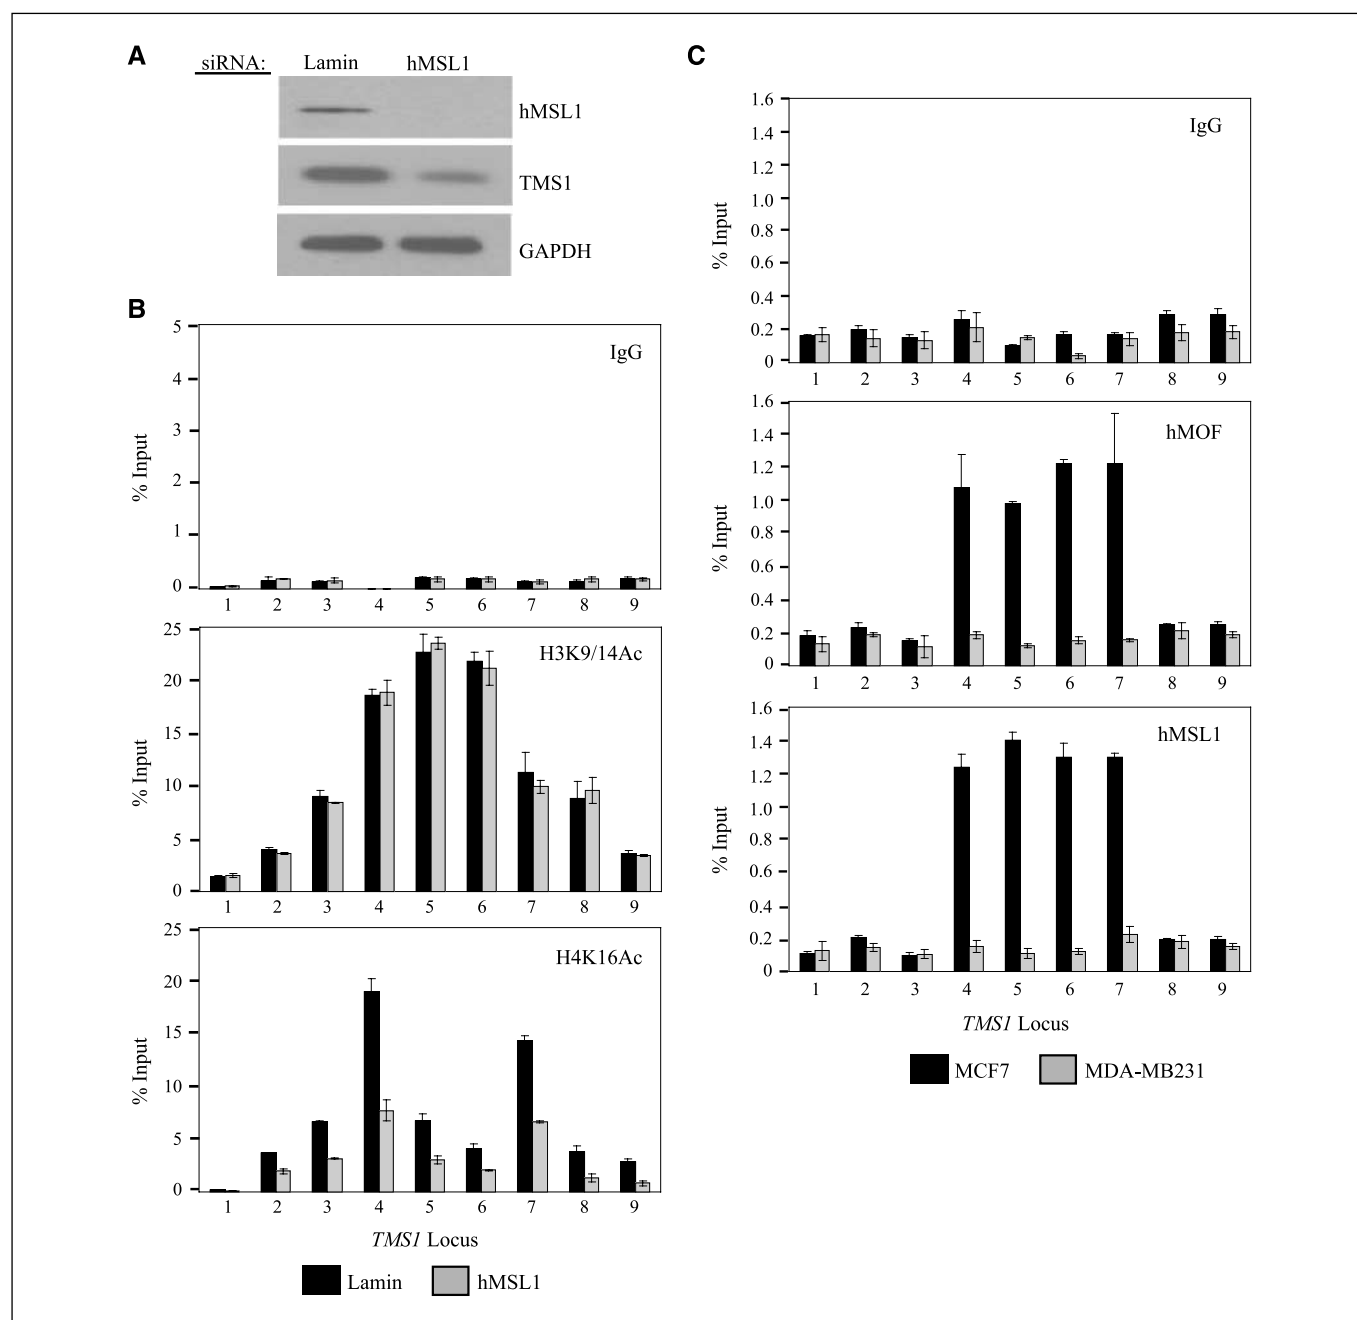 A
siRNA: Lamin hMSL1
hMSL1
TMS1
GAPDH
B
IgG
% Input
5
4
3
2
1
0
1 2 3 4 5 6 7 8 9
H3K9/14Ac
% Input
25
20
15
10
5
0
1 2 3 4 5 6 7 8 9
H4K16Ac
% Input
25
20
15
10
5
0
1 2 3 4 5 6 7 8 9
TMS1 Locus
Lamin hMSL1
C
IgG
% Input
1.6
1.4
1.2
1.0
0.8
0.6
0.4
0.2
0
1 2 3 4 5 6 7 8 9
hMOF
% Input
1.6
1.4
1.2
1.0
0.8
0.6
0.4
0.2
0
1 2 3 4 5 6 7 8 9
hMSL1
% Input
1.6
1.4
1.2
1.0
0.8
0.6
0.4
0.2
0
1 2 3 4 5 6 7 8 9
TMS1 Locus
MCF7 MDA-MB231